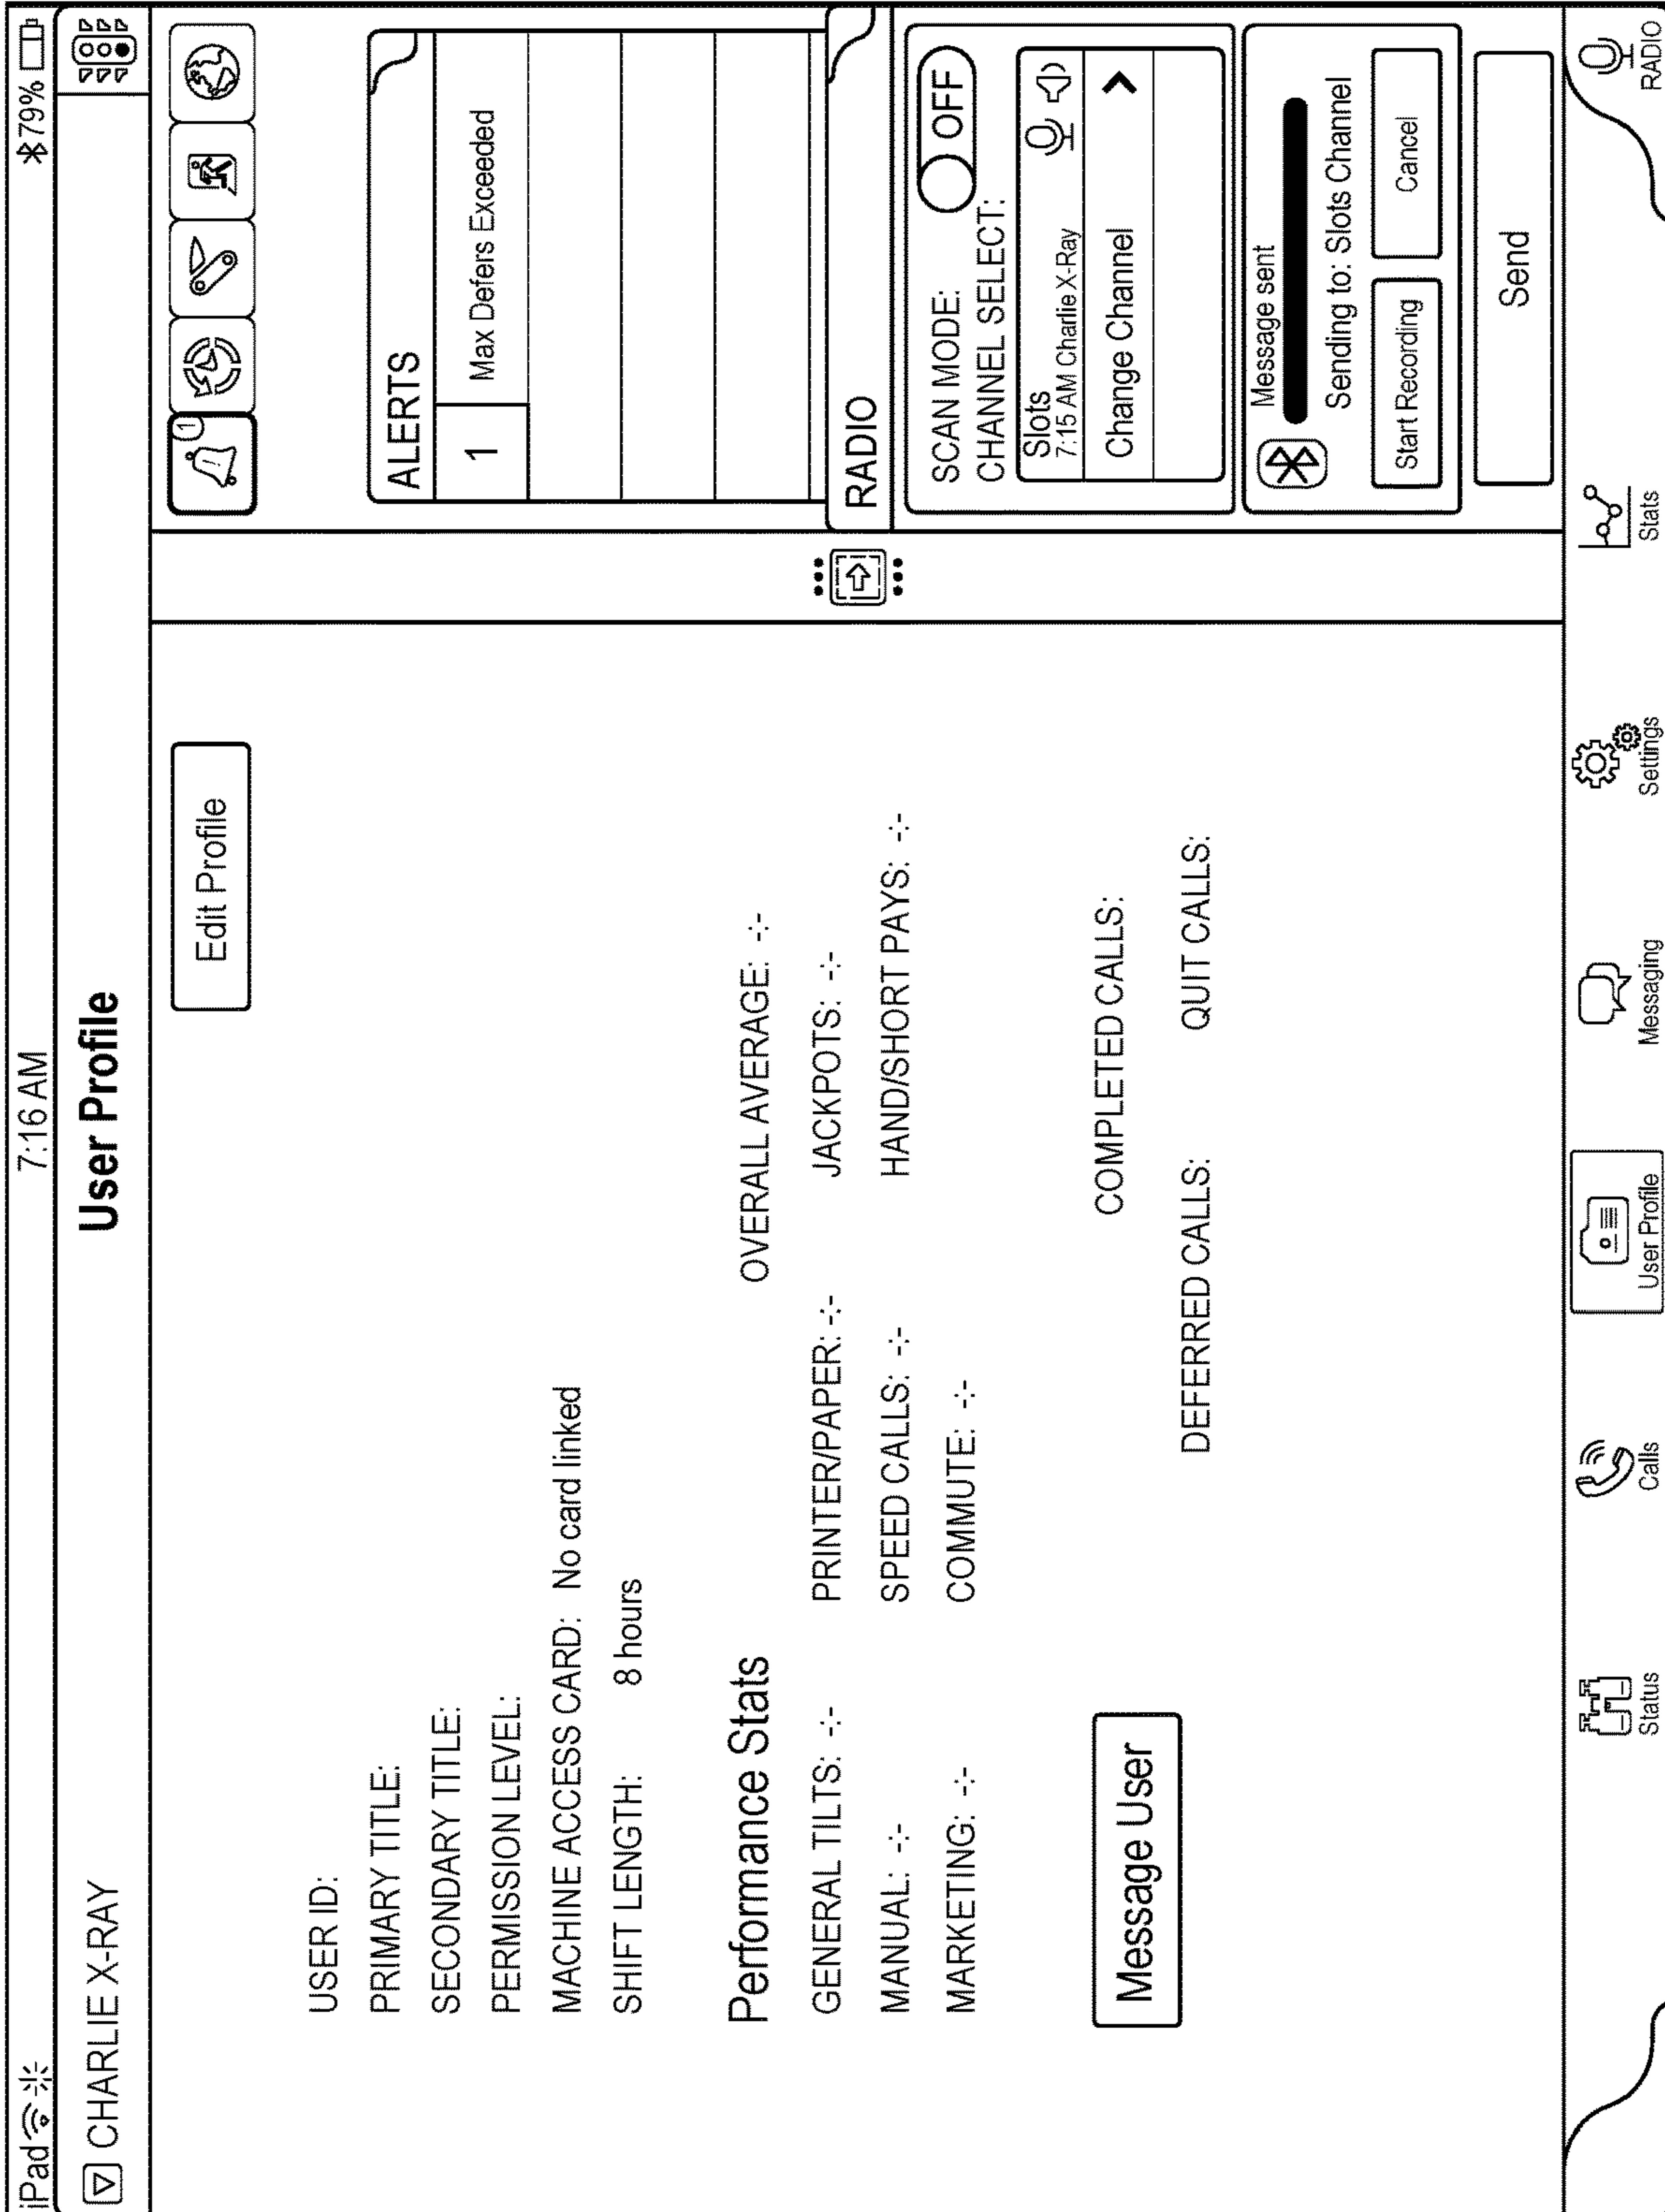 iPad 7:16 AM 79%
CHARLIE X-RAY User Profile
Edit Profile
USER ID:
PRIMARY TITLE:
SECONDARY TITLE:
PERMISSION LEVEL:
MACHINE ACCESS CARD: No card linked
SHIFT LENGTH: 8 hours
Performance Stats OVERALL AVERAGE: -:-
GENERAL TILTS: -:- PRINTER/PAPER: -:- JACKPOTS: -:-
MANUAL: -:- SPEED CALLS: -:- HAND/SHORT PAYS: -:-
MARKETING: -:- COMMUTE: -:-
Message User COMPLETED CALLS:
DEFERRED CALLS: QUIT CALLS:
1
ALERTS
1 Max Defers Exceeded
RADIO
SCAN MODE: OFF
CHANNEL SELECT:
Slots
7:15 AM Charlie X-Ray
Change Channel
Message sent
Sending to: Slots Channel
Start Recording Cancel
Send
Status Calls User Profile Messaging Settings Stats RADIO